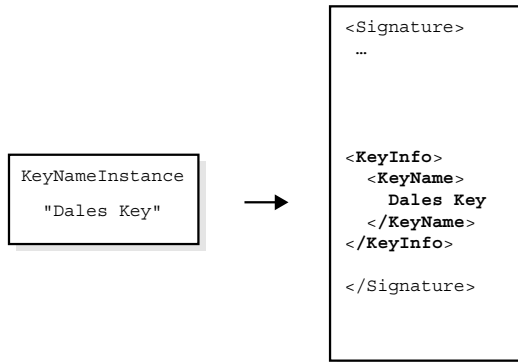 KeyNameInstance
"Dales Key"
<Signature>
…
<KeyInfo>
<KeyName>
Dales Key
</KeyName>
</KeyInfo>
</Signature>